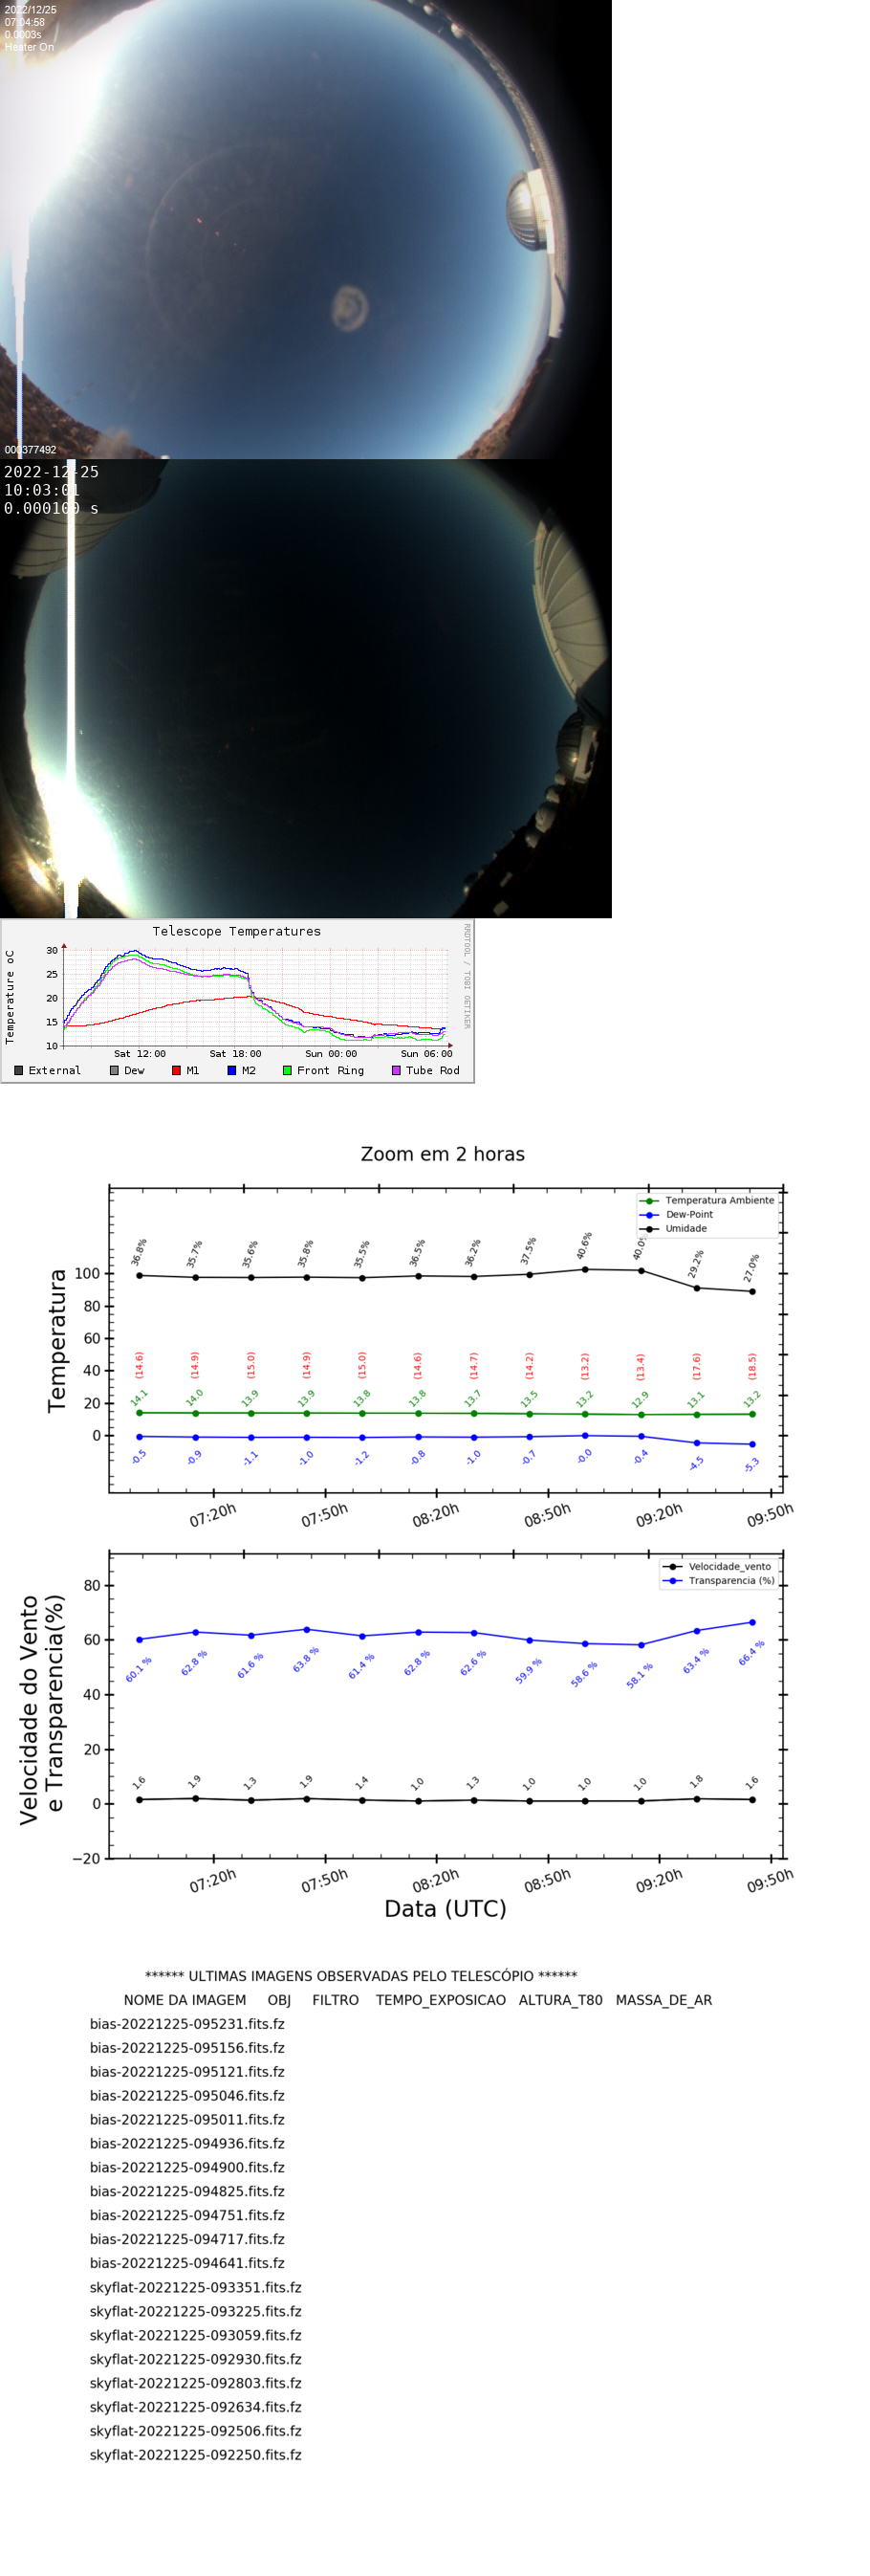 2022/12/25
07:04:58
0.0003s
Heater On
000377492
2022-12-25
10:03:01
0.000100 s
Telescope Temperatures
RRDTOOL / TOBI OETIKER
Temperature oC
30
25
20
15
10
Sat 12:00 Sat 18:00 Sun 00:00 Sun 06:00
External Dew M1 M2 Front Ring Tube Rod
Zoom em 2 horas
Temperatura Ambiente
Dew-Point
Umidade
Temperatura
100
80
60
40
20
0
36.8% 35.7% 35.6% 35.8% 35.5% 36.5% 36.2% 37.5% 40.6% 40.0% 29.2% 27.0%
(14.6) (14.9) (15.0) (14.9) (15.0) (14.6) (14.7) (14.2) (13.2) (13.4) (17.6) (18.5)
14.1 14.0 13.9 13.9 13.8 13.8 13.7 13.5 13.2 12.9 13.1 13.2
-0.5 -0.9 -1.1 -1.0 -1.2 -0.8 -1.0 -0.7 -0.0 -0.4 -4.5 -5.3
07:20h 07:50h 08:20h 08:50h 09:20h 09:50h
Velocidade_vento
Transparencia (%)
Velocidade do Vento
e Transparencia(%)
80
60
40
20
0
−20
60.1 % 62.8 % 61.6 % 63.8 % 61.4 % 62.8 % 62.6 % 59.9 % 58.6 % 58.1 % 63.4 % 66.4 %
1.6 1.9 1.3 1.9 1.4 1.0 1.3 1.0 1.0 1.0 1.8 1.6
07:20h 07:50h 08:20h 08:50h 09:20h 09:50h
Data (UTC)
****** ULTIMAS IMAGENS OBSERVADAS PELO TELESCÓPIO ******
NOME DA IMAGEM OBJ FILTRO TEMPO_EXPOSICAO ALTURA_T80 MASSA_DE_AR
bias-20221225-095231.fits.fz
bias-20221225-095156.fits.fz
bias-20221225-095121.fits.fz
bias-20221225-095046.fits.fz
bias-20221225-095011.fits.fz
bias-20221225-094936.fits.fz
bias-20221225-094900.fits.fz
bias-20221225-094825.fits.fz
bias-20221225-094751.fits.fz
bias-20221225-094717.fits.fz
bias-20221225-094641.fits.fz
skyflat-20221225-093351.fits.fz
skyflat-20221225-093225.fits.fz
skyflat-20221225-093059.fits.fz
skyflat-20221225-092930.fits.fz
skyflat-20221225-092803.fits.fz
skyflat-20221225-092634.fits.fz
skyflat-20221225-092506.fits.fz
skyflat-20221225-092250.fits.fz